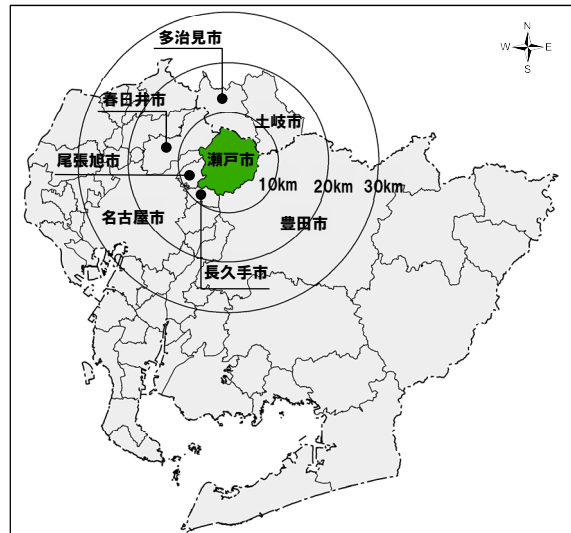 多治見市
N
W E
S
春日井市
土岐市
尾張旭市
瀬戸市
10km 20km 30km
名古屋市
豊田市
長久手市